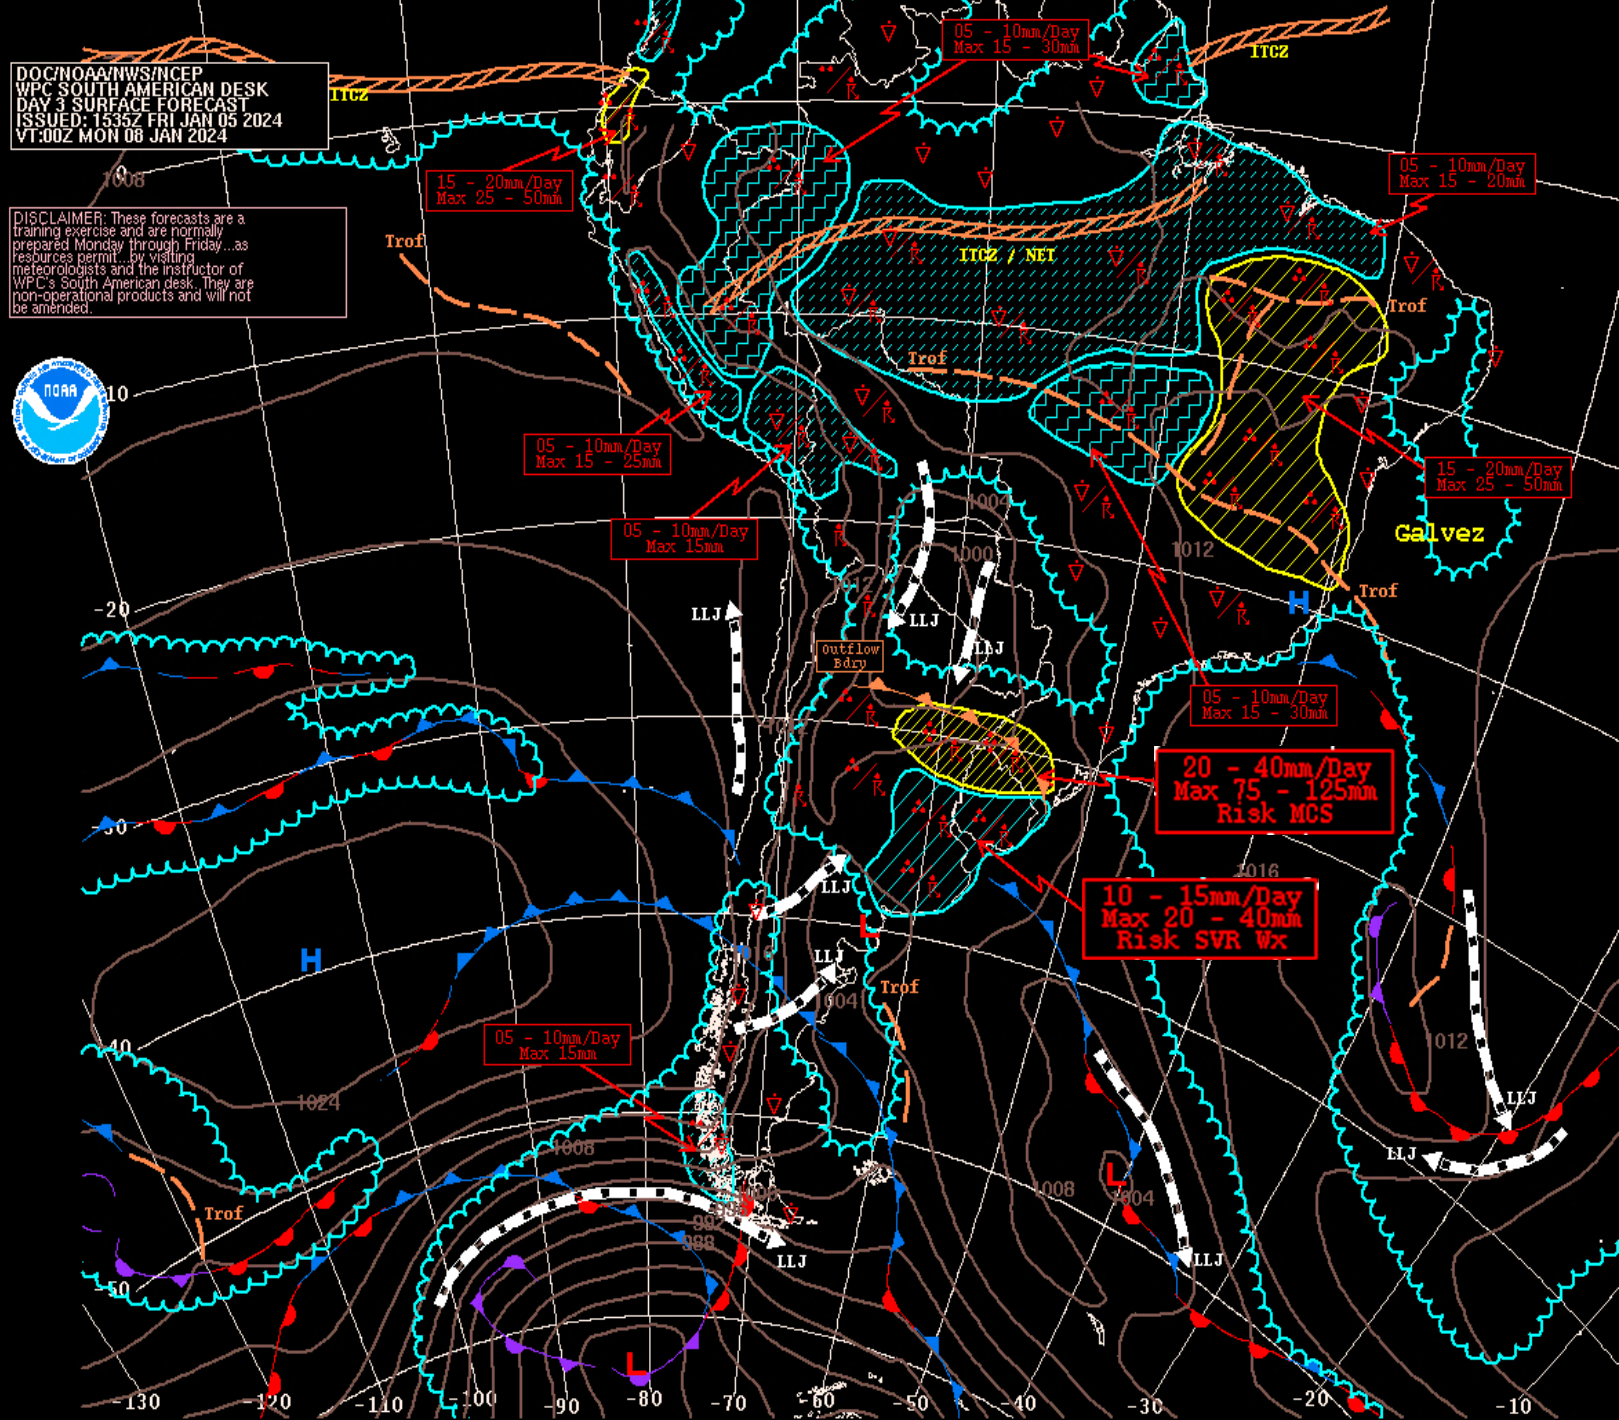 05 - 10mm/Day
Max 15 - 30mm
ITCZ
DOC/NOAA/NWS/NCEP
WPC SOUTH AMERICAN DESK
DAY 3 SURFACE FORECAST
ISSUED: 1535Z FRI JAN 05 2024
VT:00Z MON 08 JAN 2024
ITCZ
0
1008
15 - 20mm/Day
Max 25 - 50mm
05 - 10mm/Day
Max 15 - 20mm
DISCLAIMER: These forecasts are a
training exercise and are normally
prepared Monday through Friday...as
resources permit...by visiting
meteorologists and the instructor of
WPC's South American desk. They are
non-operational products and will not
be amended.
Trof
ITCZ / NET
Trof
Trof
NOAA
-10
05 - 10mm/Day
Max 15 - 25mm
15 - 20mm/Day
Max 25 - 50mm
1004
05 - 10mm/Day
Max 15mm
Galvez
1012
1000
1012
Trof
H
-20
LLJ
LLJ
LLJ
Outflow
Bdry
05 - 10mm/Day
Max 15 - 30mm
20 - 40mm/Day
Max 75 - 125mm
Risk MCS
-30
1016
LLJ
10 - 15mm/Day
Max 20 - 40mm
Risk SVR Wx
L
H
LLJ
Trof
1004
05 - 10mm/Day
Max 15mm
-40
1012
1024
LLJ
1008
LLJ
L
1004
1008
Trof
992
988
LLJ
LLJ
-50
L
-130
-120
-110
-100
-90
-80
-70
-60
-50
-40
-30
-20
-10